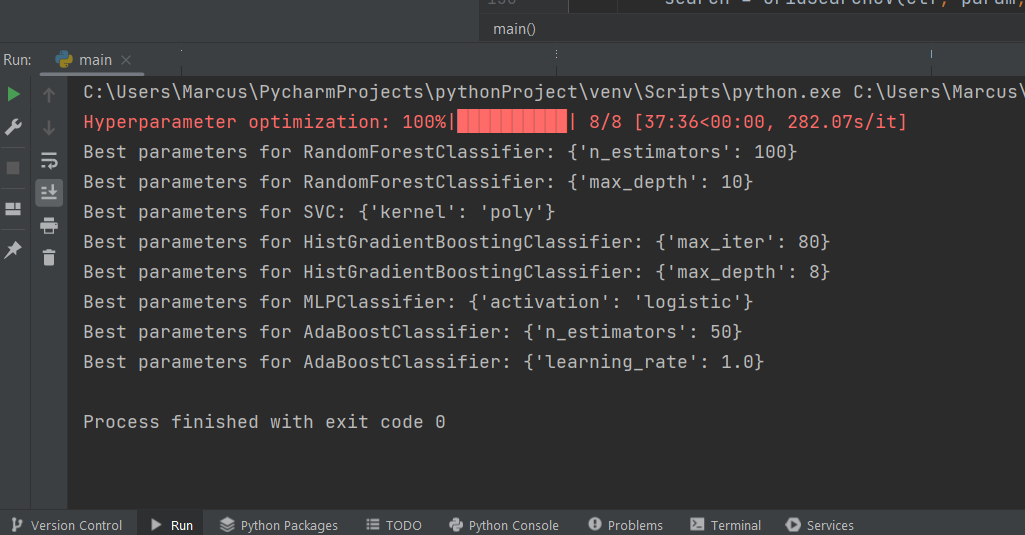 main()
Run: main
C:\Users\Marcus\PycharmProjects\pythonProject\venv\Scripts\python.exe C:\Users\Marcus\
Hyperparameter optimization: 100%|██████████| 8/8 [37:36<00:00, 282.07s/it]
Best parameters for RandomForestClassifier: {'n_estimators': 100}
Best parameters for RandomForestClassifier: {'max_depth': 10}
Best parameters for SVC: {'kernel': 'poly'}
Best parameters for HistGradientBoostingClassifier: {'max_iter': 80}
Best parameters for HistGradientBoostingClassifier: {'max_depth': 8}
Best parameters for MLPClassifier: {'activation': 'logistic'}
Best parameters for AdaBoostClassifier: {'n_estimators': 50}
Best parameters for AdaBoostClassifier: {'learning_rate': 1.0}
Process finished with exit code 0
Version Control Run Python Packages TODO Python Console Problems Terminal Services